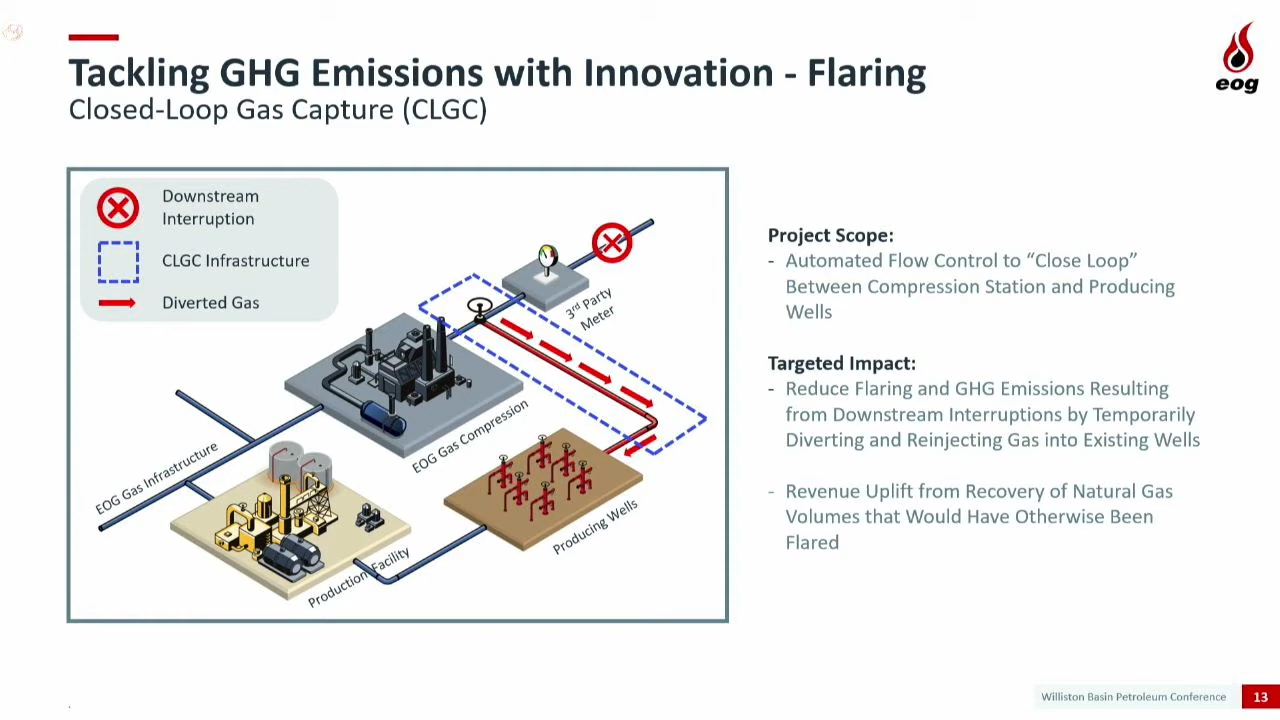 Tackling GHG Emissions with Innovation - Flaring
Closed-Loop Gas Capture (CLGC)
eog
Downstream
Interruption
CLGC Infrastructure
Diverted Gas
3rd Party
Meter
EOG Gas Compression
EOG Gas Infrastructure
Producing Wells
Production Facility
Project Scope:
- Automated Flow Control to “Close Loop”
Between Compression Station and Producing
Wells
Targeted Impact:
- Reduce Flaring and GHG Emissions Resulting
from Downstream Interruptions by Temporarily
Diverting and Reinjecting Gas into Existing Wells
- Revenue Uplift from Recovery of Natural Gas
Volumes that Would Have Otherwise Been
Flared
Williston Basin Petroleum Conference
13